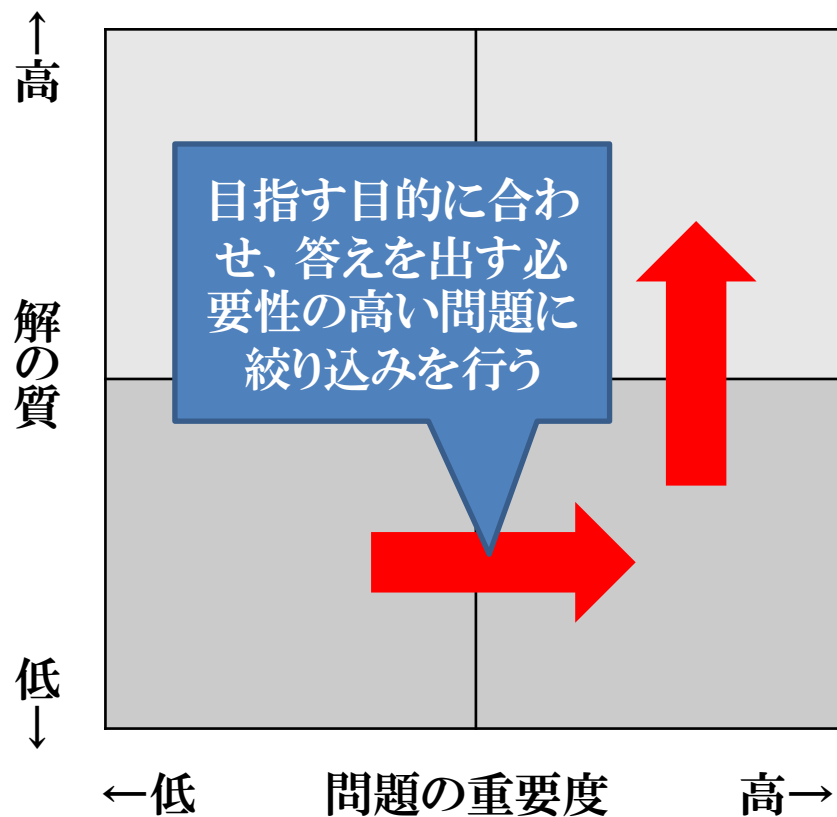 ←高
解の質
低→
目指す目的に合わ
せ、答えを出す必
要性の高い問題に
絞り込みを行う
←低
問題の重要度
高→